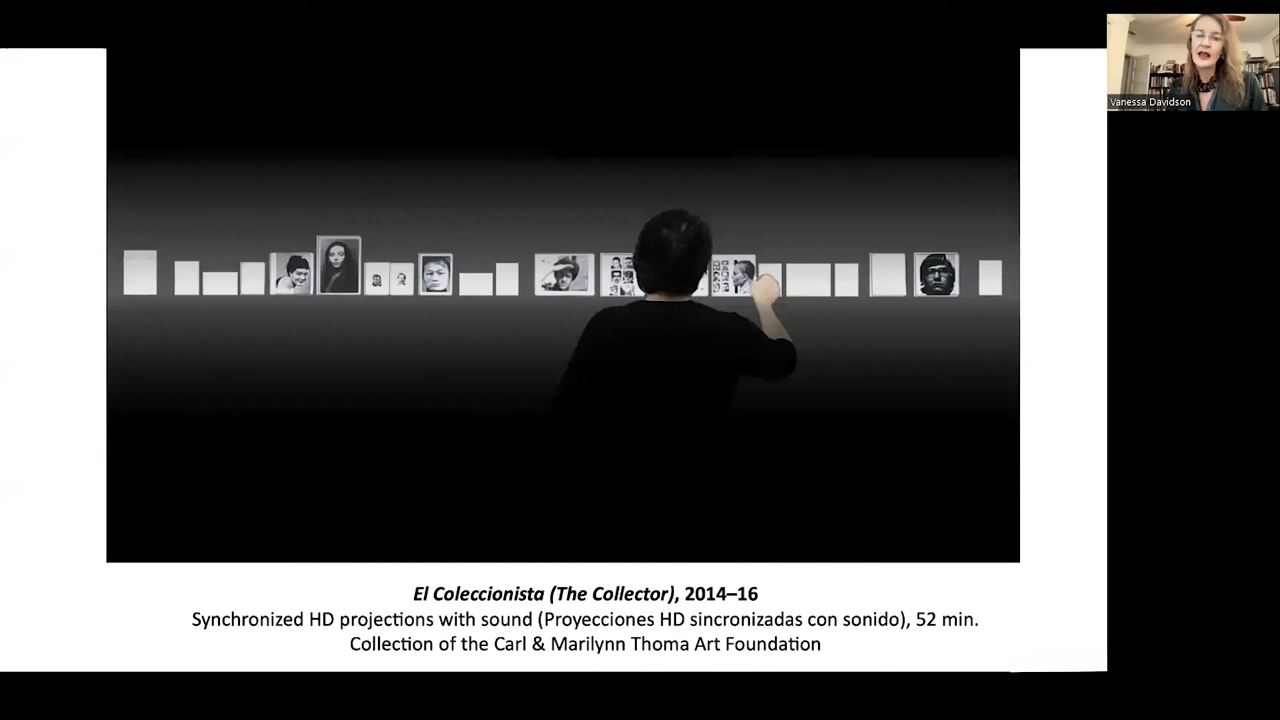 Vanessa Davidson
El Coleccionista (The Collector), 2014–16
Synchronized HD projections with sound (Proyecciones HD sincronizadas con sonido), 52 min.
Collection of the Carl & Marilynn Thoma Art Foundation